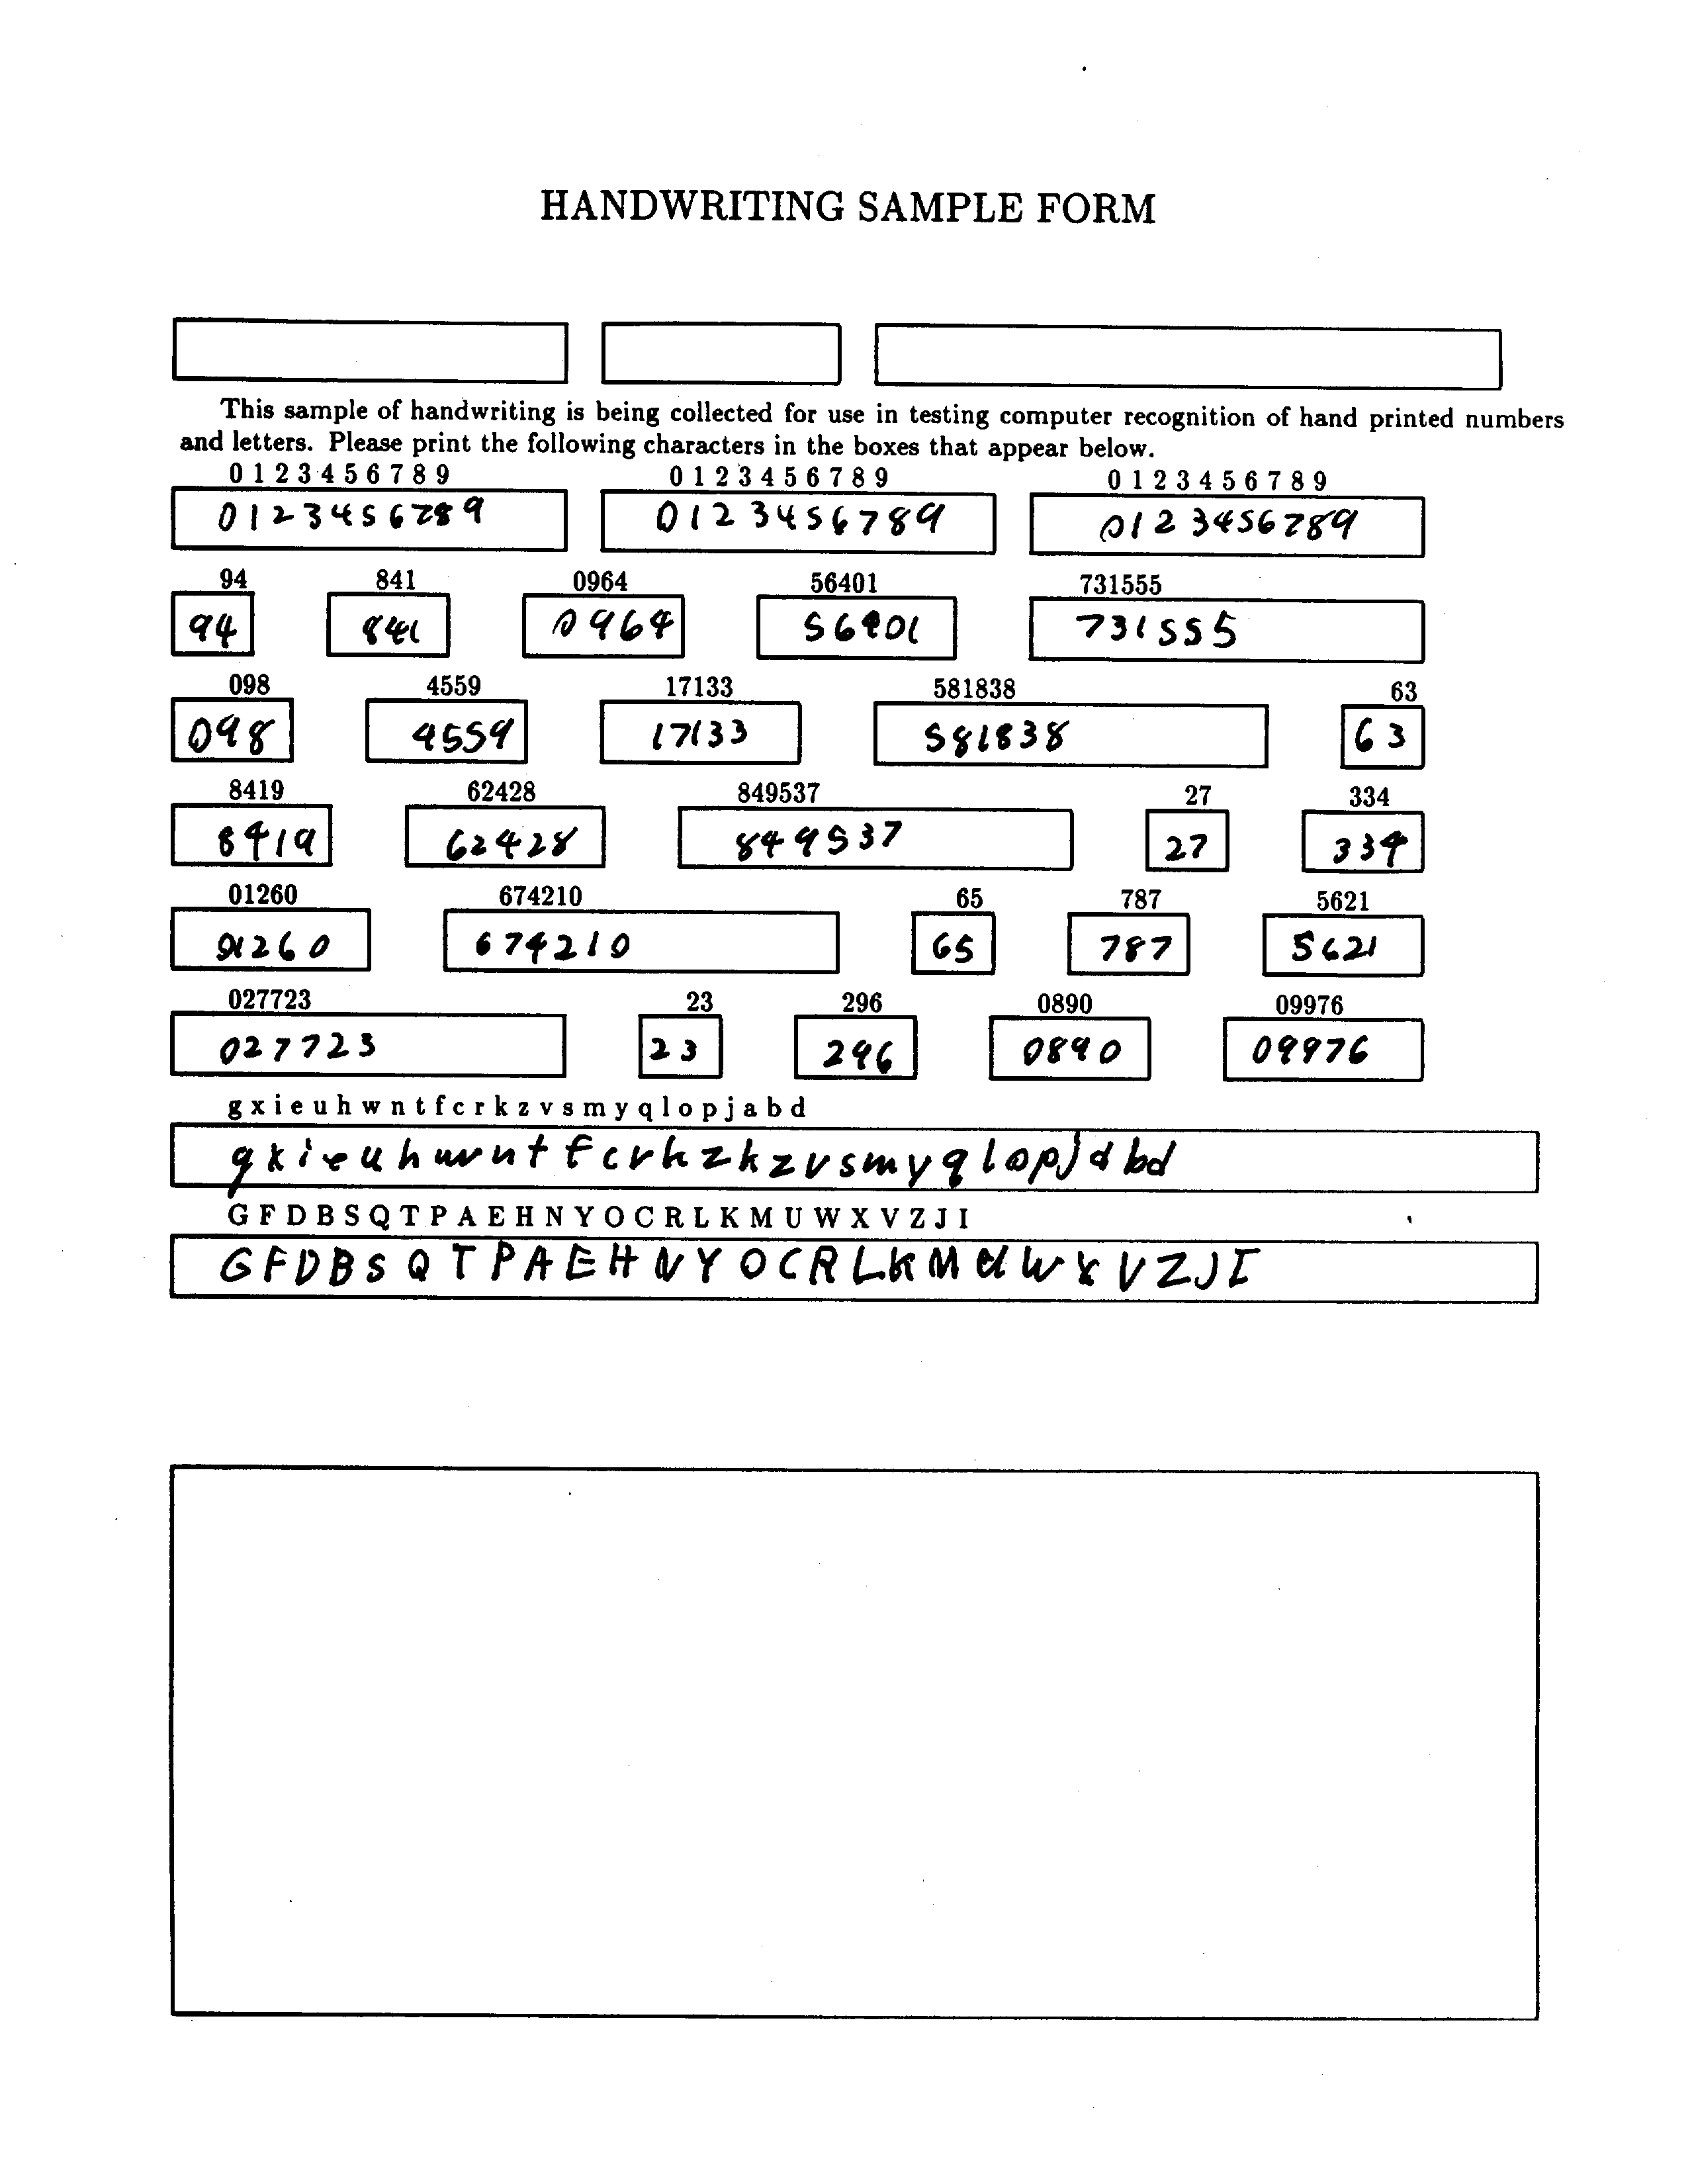 HANDWRITING SAMPLE FORM
This sample of handwriting is being collected for use in testing computer recognition of hand printed numbers
and letters. Please print the following characters in the boxes that appear below.
0 1 2 3 4 5 6 7 8 9 0 1 2 3 4 5 6 7 8 9 0 1 2 3 4 5 6 7 8 9
0123456789 0123456789 0123456789
94 841 0964 56401 731555
94 841 0964 56401 731555
098 4559 17133 581838 63
098 4559 17133 581838 63
8419 62428 849537 27 334
8419 62428 849537 27 334
01260 674210 65 787 5621
01260 674210 65 787 5621
027723 23 296 0890 09976
027723 23 296 0890 09976
g x i e u h w n t f c r k z v s m y q l o p j a b d
g x i e u h w n t f c r k z k z v s m y q l o p j a b d
G F D B S Q T P A E H N Y O C R L K M U W X V Z J I
G F D B S Q T P A E H N Y O C R L K M U W X V Z J I